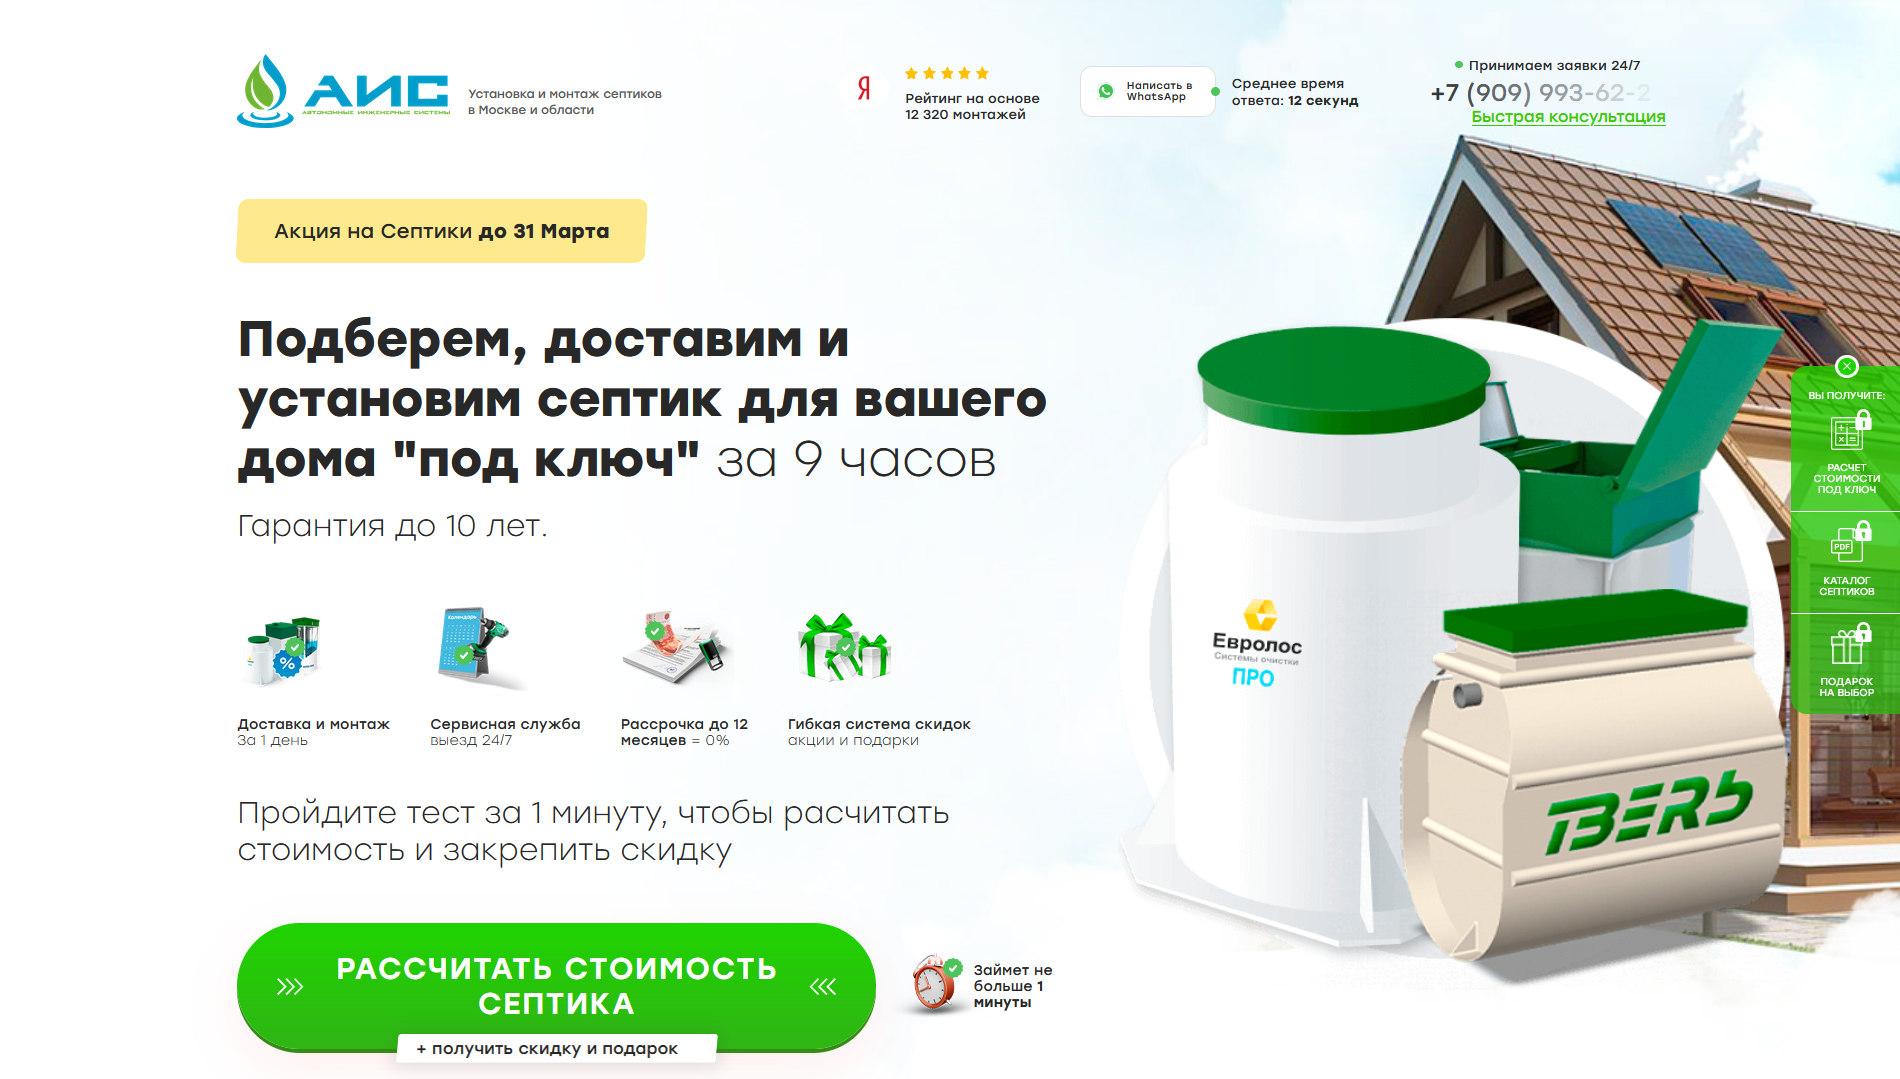 АИС
АВТОНОМНЫЕ ИНЖЕНЕРНЫЕ СИСТЕМЫ
Установка и монтаж септиков
в Москве и области
Я
Рейтинг на основе
12 320 монтажей
Написать в
WhatsApp
Среднее время
ответа: 12 секунд
Принимаем заявки 24/7
+7 (909) 993-62-2
Быстрая консультация
Акция на Септики до 31 Марта
Подберем, доставим и
установим септик для вашего
дома "под ключ" за 9 часов
Гарантия до 10 лет.
Календарь
%
Доставка и монтаж
За 1 день
Сервисная служба
выезд 24/7
Рассрочка до 12
месяцев = 0%
Гибкая система скидок
акции и подарки
Пройдите тест за 1 минуту, чтобы расчитать
стоимость и закрепить скидку
РАССЧИТАТЬ СТОИМОСТЬ
СЕПТИКА
+ получить скидку и подарок
Займет не
больше 1
минуты
Евролос
Системы очистки
ПРО
TBERЬ
ВЫ ПОЛУЧИТЕ:
РАСЧЕТ
СТОИМОСТИ
ПОД КЛЮЧ
PDF
КАТАЛОГ
СЕПТИКОВ
ПОДАРОК
НА ВЫБОР